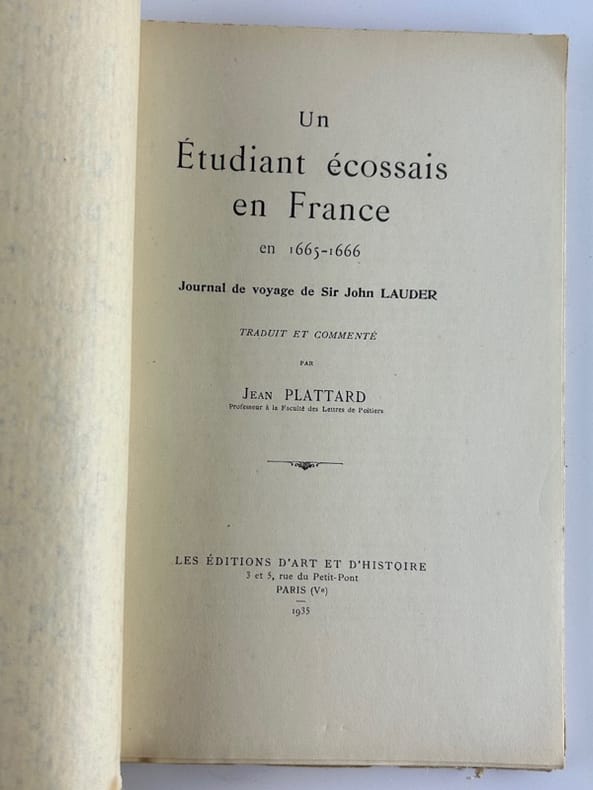 Un
Étudiant écossais
en France
en 1665-1666
Journal de voyage de Sir John LAUDER
TRADUIT ET COMMENTÉ
PAR
JEAN PLATTARD
Professeur à la Faculté des Lettres de Poitiers
LES ÉDITIONS D'ART ET D'HISTOIRE
3 et 5, rue du Petit-Pont
PARIS (Ve)
1935